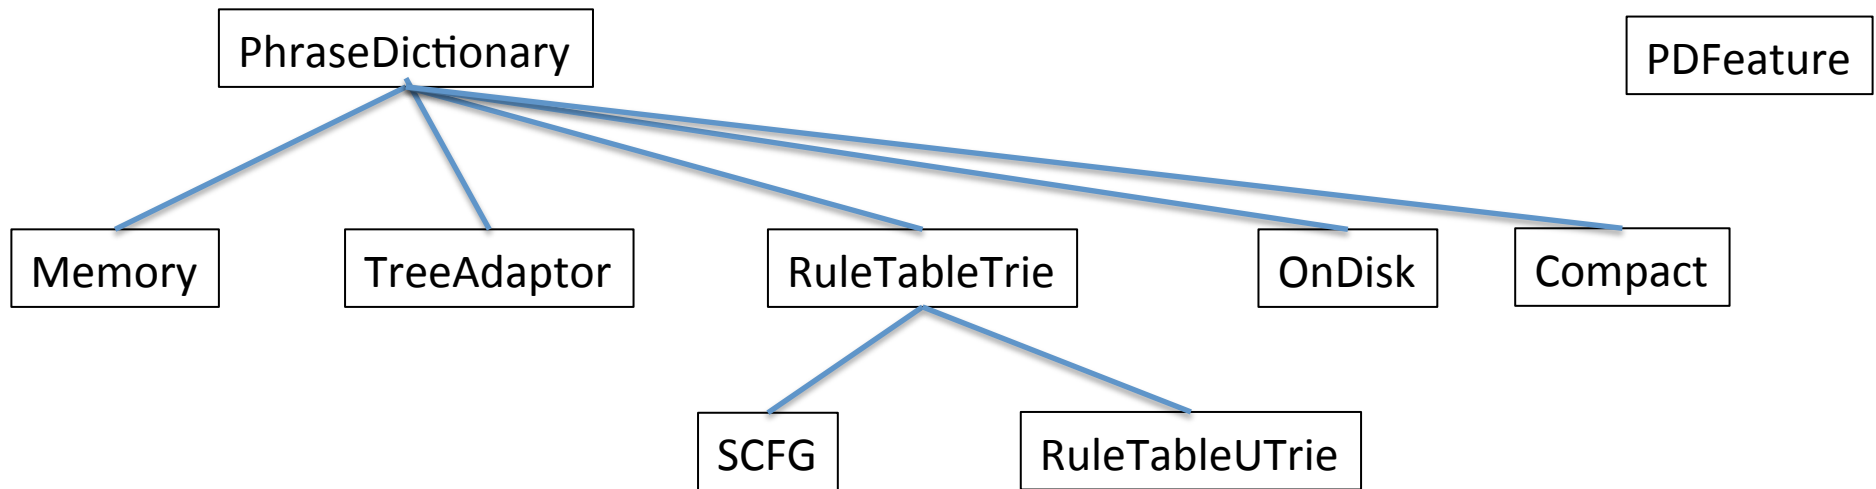 PhraseDictionary
PDFeature
Memory
TreeAdaptor
RuleTableTrie
OnDisk
Compact
SCFG
RuleTableUTrie